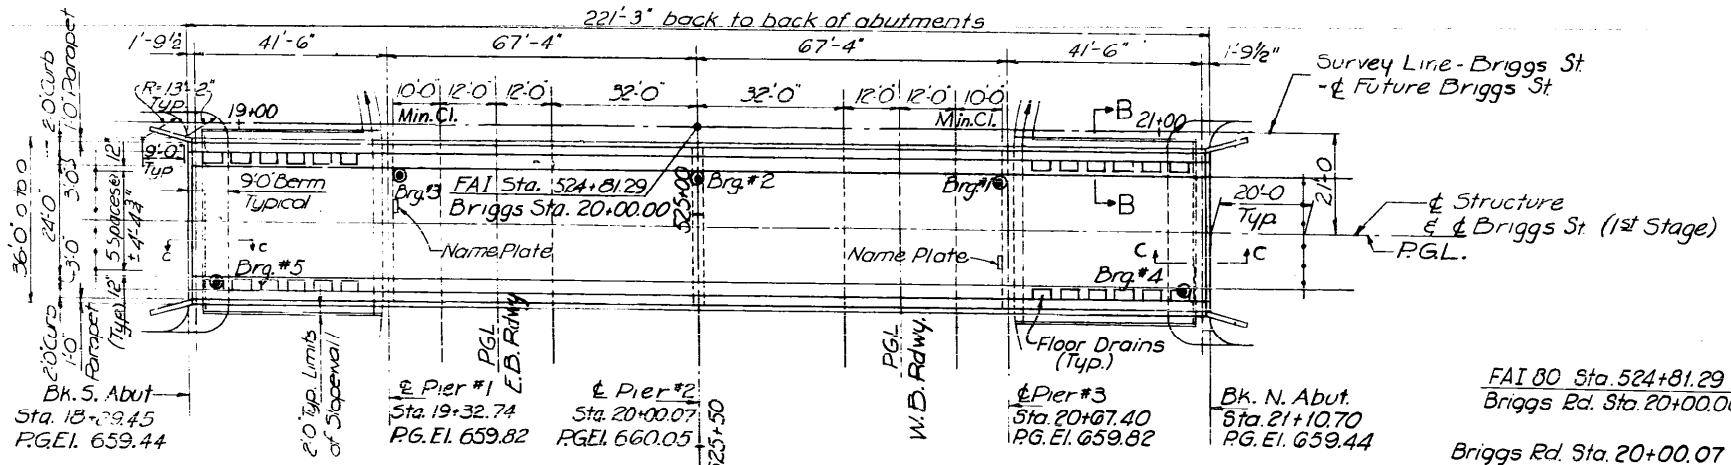 221'-3" back to back of abutments
1'-9½"
41'-6"
67'-4"
67'-4"
41'-6"
1'-9½"
Survey Line - Briggs St.
-℄ Future Briggs St.
R=13'-2"
Typ.
19+00
10'-0"
Min.Cl.
12'-0"
12'-0"
32'-0"
32'-0"
12'-0"
12'-0"
10'-0"
Min.Cl.
B
21+00
2'-0" Curb
1'-0" Parapet
9'-0"
Typ
9'-0" Berm
Typical
Brg.#3
FAI Sta. 524+81.29
Briggs Sta. 20+00.00
525+00
Brg.#2
Brg.#1
B
20'-0
Typ.
21'-0
℄ Structure
& ℄ Briggs St. (1st Stage)
P.G.L.
36'-0"
24'-0
3'-0
3'-0
12"
5 Spaces
± 4'-4¾"
12"
(Typ.)
2'-0" Curb
1'-0"
Parapet
C
Name Plate
Name Plate
C
C
Brg.#5
Brg.#4
2'-0 Typ. Limits
of Slopewall
P.G.L.
E.B. Rdwy
P.G.L.
W.B. Rdwy.
Floor Drains
(Typ.)
Bk. S. Abut
P.G.El. 659.44
℄ Pier #1
Sta. 19+32.74
P.G. El. 659.82
℄ Pier #2
Sta. 20+00.07
P.G.El. 660.05
525+50
℄ Pier #3
Sta. 20+67.40
P.G.El. 659.82
Bk. N. Abut.
Sta. 21+10.70
P.G.El. 659.44
FAI 80 Sta. 524+81.29
Briggs Rd. Sta. 20+00.00
Briggs Rd. Sta. 20+00.07